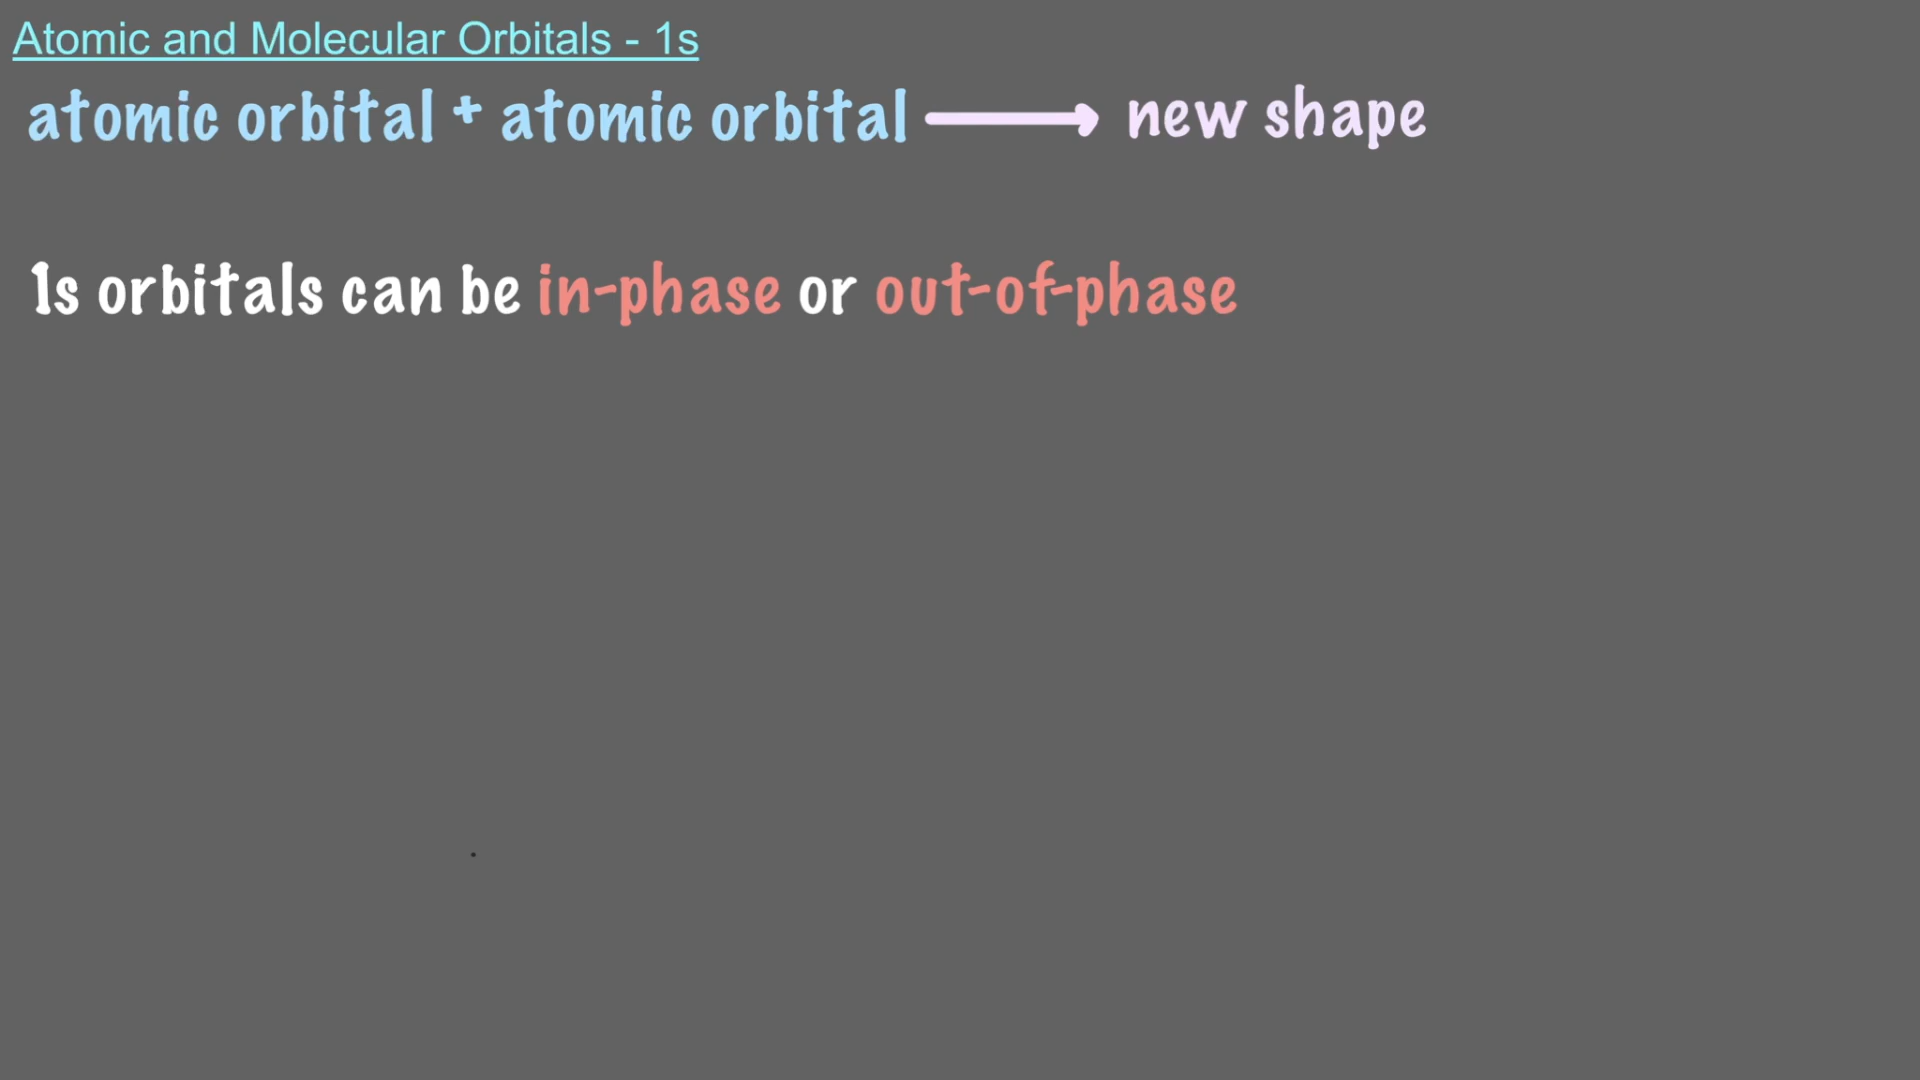 Atomic and Molecular Orbitals - 1s
atomic orbital + atomic orbital ⟶ new shape
1s orbitals can be in-phase or out-of-phase